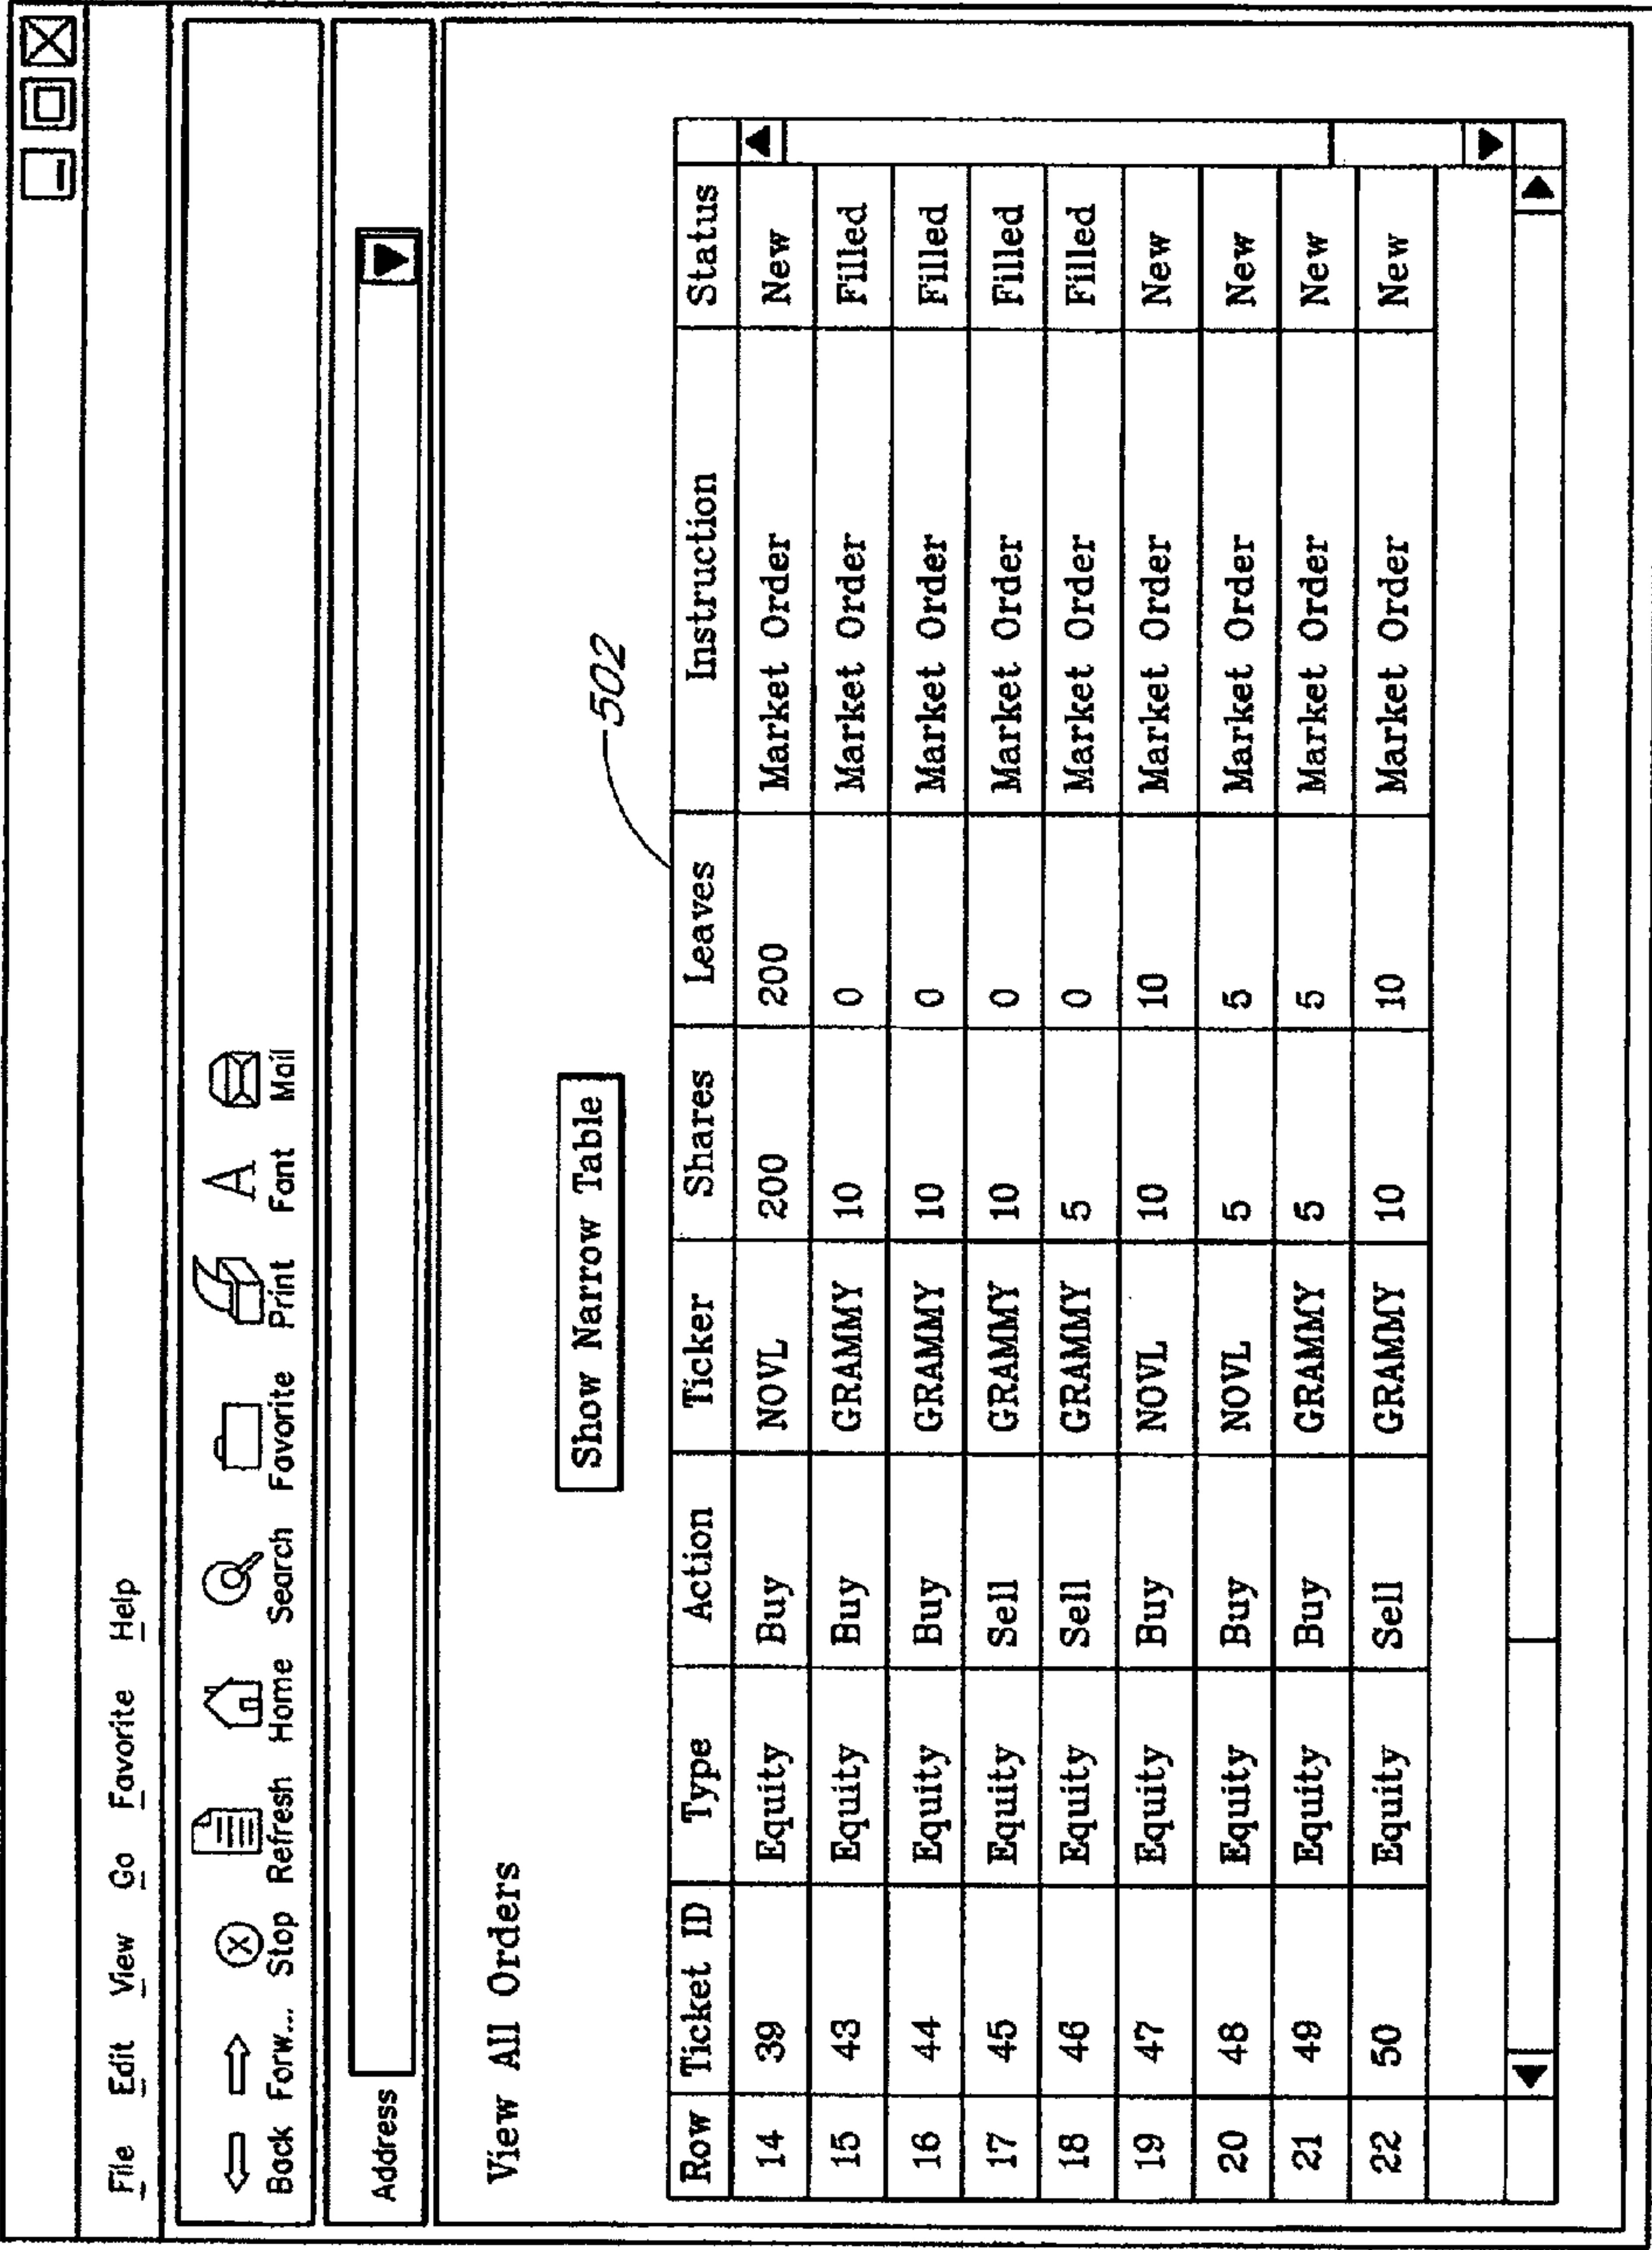 File Edit View Go Favorite Help
Back Forw... Stop Refresh Home Search Favorite Print Font Mail
Address
View All Orders
Show Narrow Table
502
Row Ticket ID Type Action Ticker Shares Leaves Instruction Status
14 39 Equity Buy NOVL 200 200 Market Order New
15 43 Equity Buy GRAMMY 10 0 Market Order Filled
16 44 Equity Buy GRAMMY 10 0 Market Order Filled
17 45 Equity Sell GRAMMY 10 0 Market Order Filled
18 46 Equity Sell GRAMMY 5 0 Market Order Filled
19 47 Equity Buy NOVL 10 10 Market Order New
20 48 Equity Buy NOVL 5 5 Market Order New
21 49 Equity Buy GRAMMY 5 5 Market Order New
22 50 Equity Sell GRAMMY 10 10 Market Order New